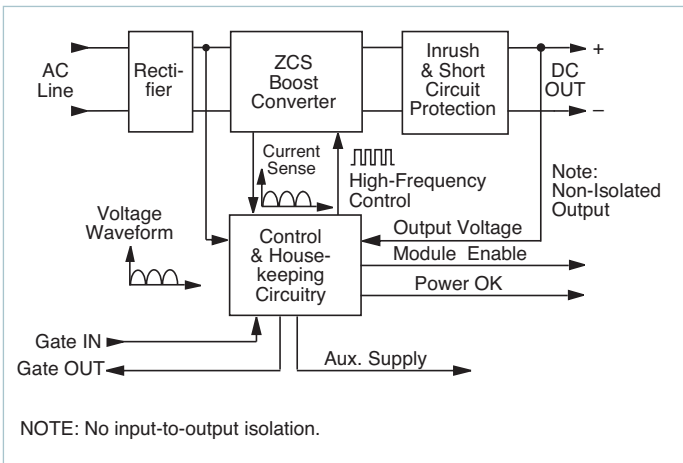 AC
Line
Recti-
fier
ZCS
Boost
Converter
Inrush
& Short
Circuit
Protection
+
DC
OUT
–
Current
Sense
High-Frequency
Control
Note:
Non-Isolated
Output
Voltage
Waveform
Control
& House-
keeping
Circuitry
Output Voltage
Module Enable
Power OK
Gate IN
Gate OUT
Aux. Supply
NOTE: No input-to-output isolation.